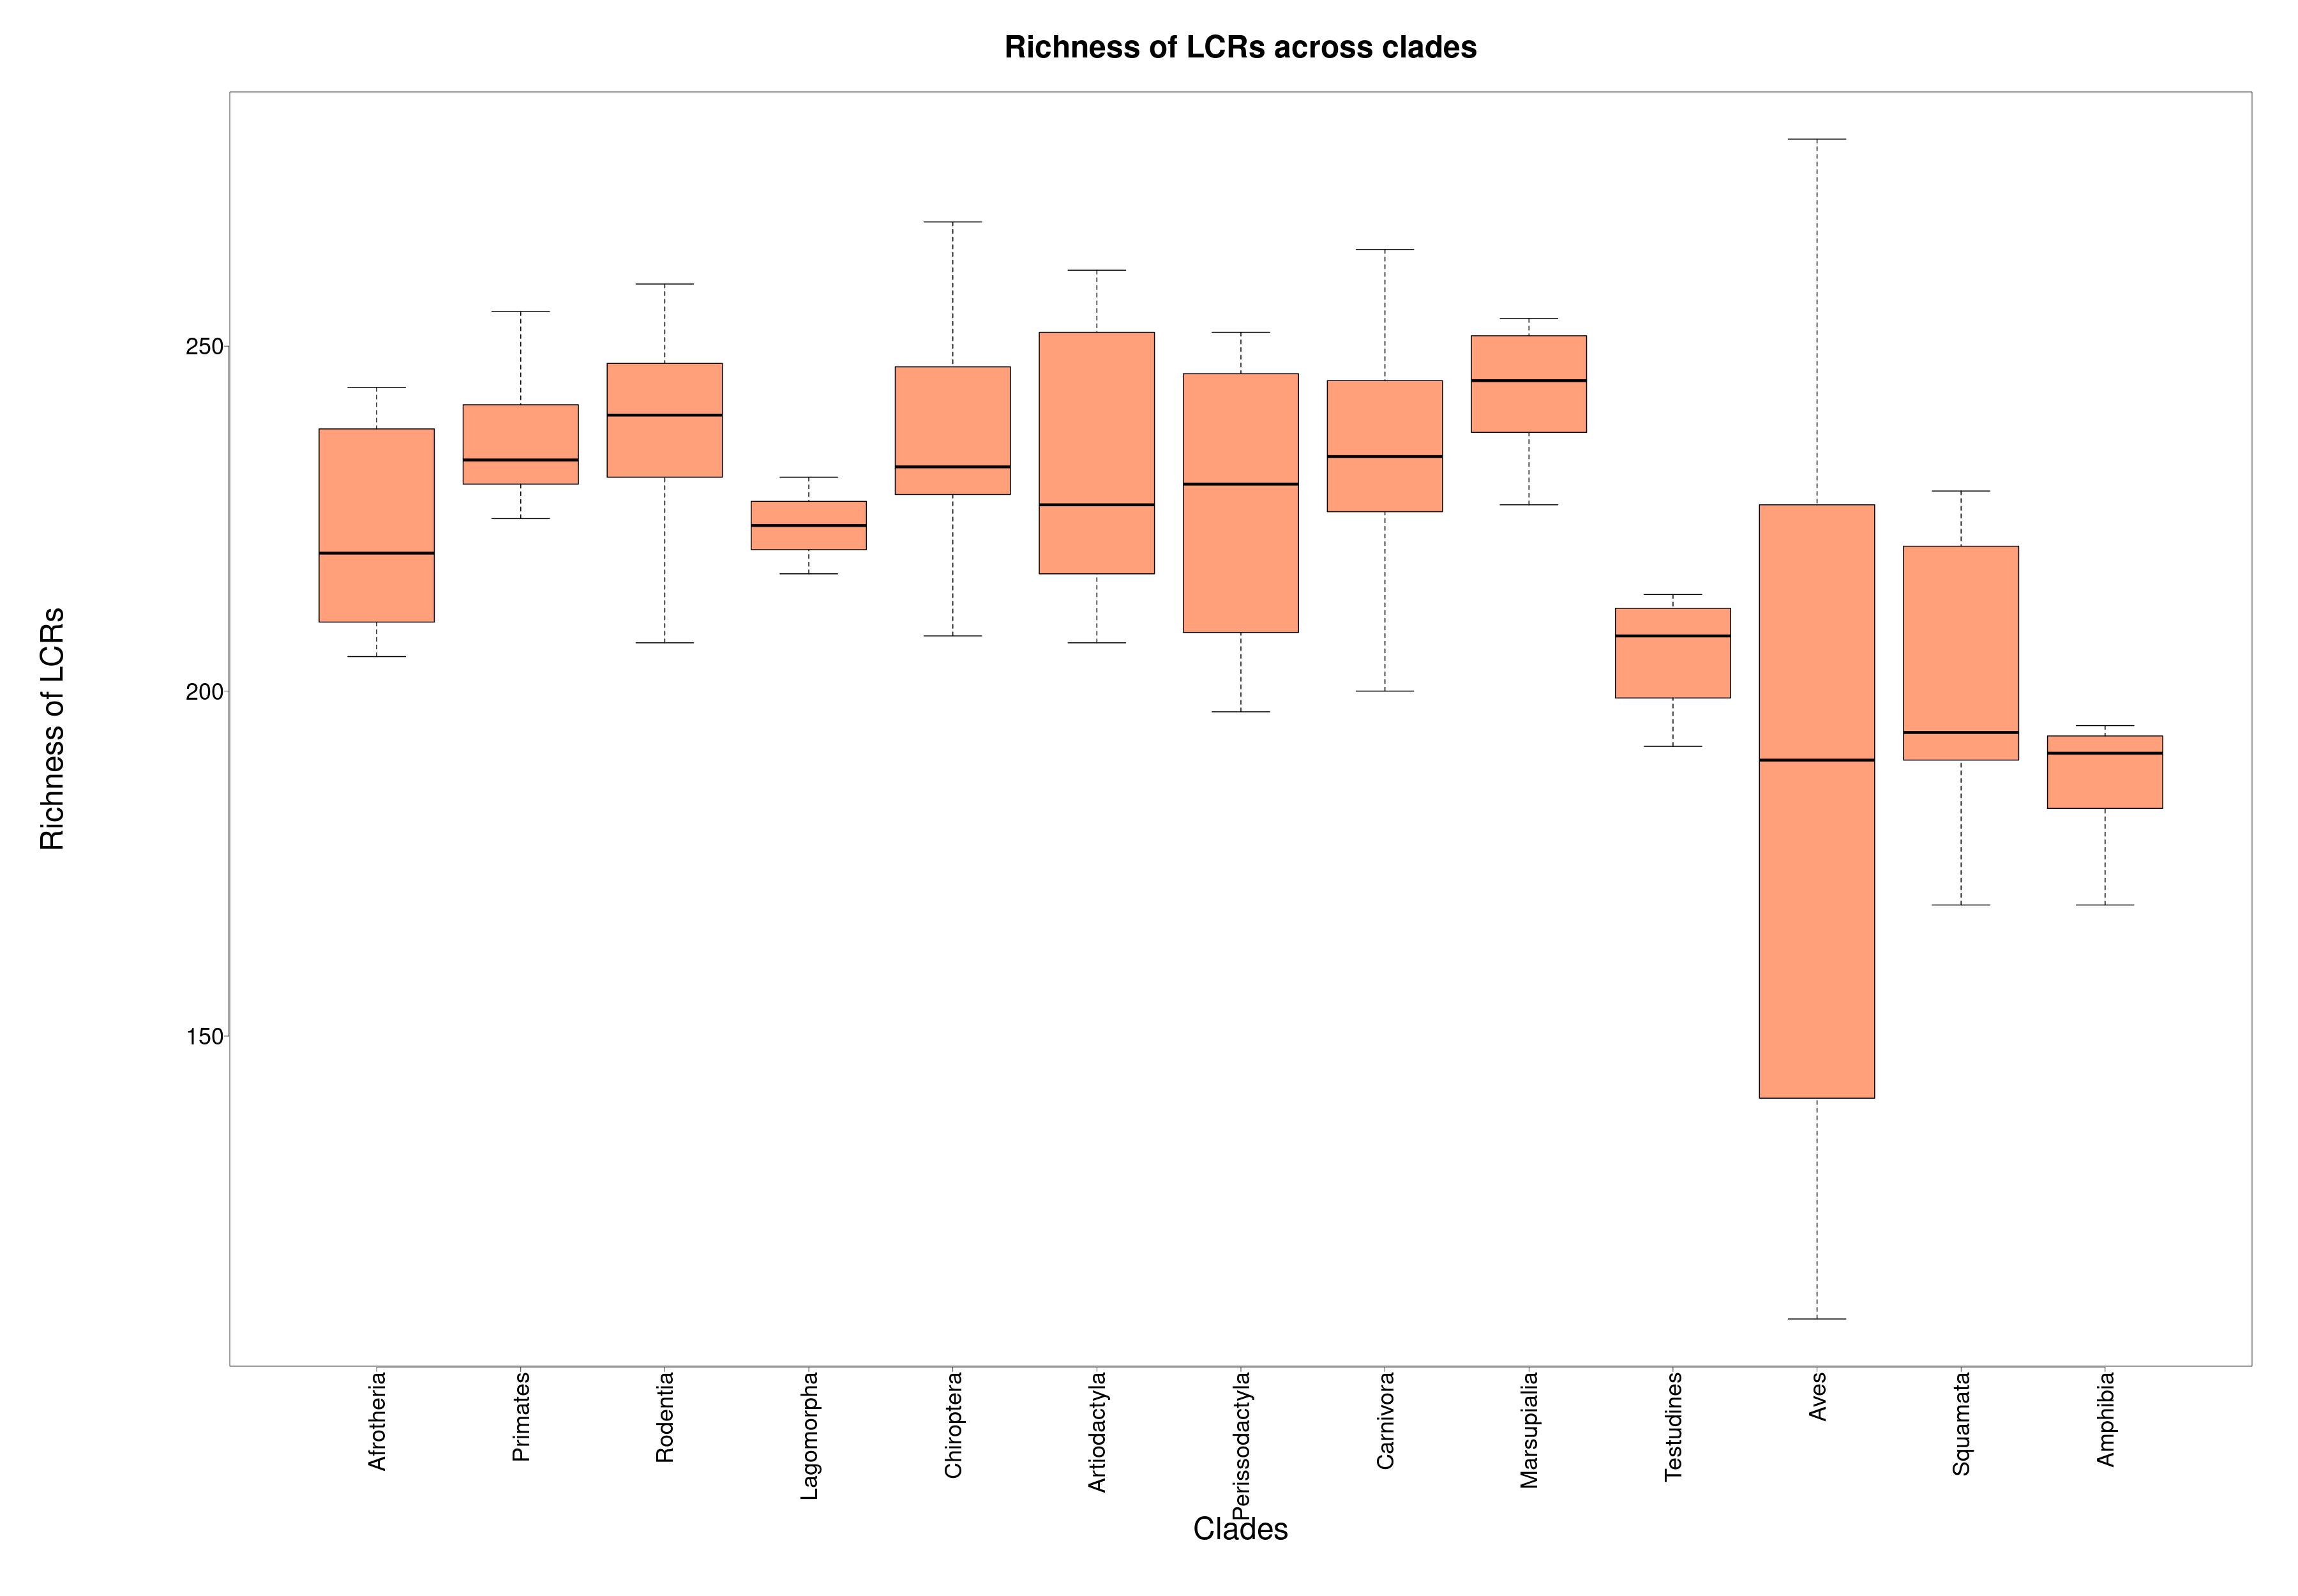 Richness of LCRs across clades
Richness of LCRs
250
200
150
Afrotheria
Primates
Rodentia
Lagomorpha
Chiroptera
Artiodactyla
Perissodactyla
Carnivora
Marsupialia
Testudines
Aves
Squamata
Amphibia
Clades